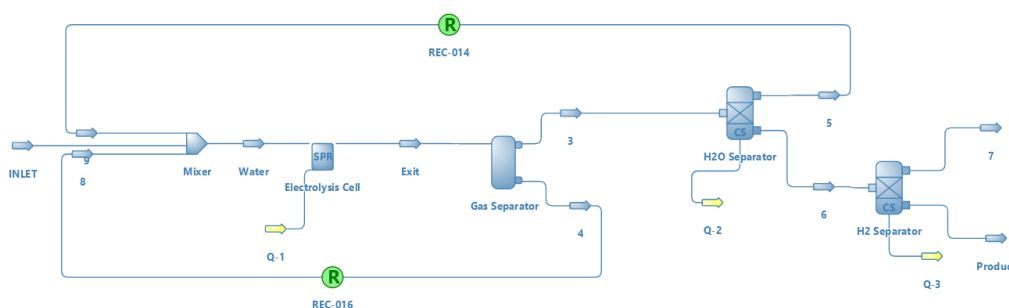 R
REC-014
3
5
CS
H2O Separator
INLET
9
8
Mixer
Water
SPR
Electrolysis Cell
Exit
Gas Separator
7
CS
H2 Separator
6
4
Q-1
Q-2
Produc
Q-3
R
REC-016